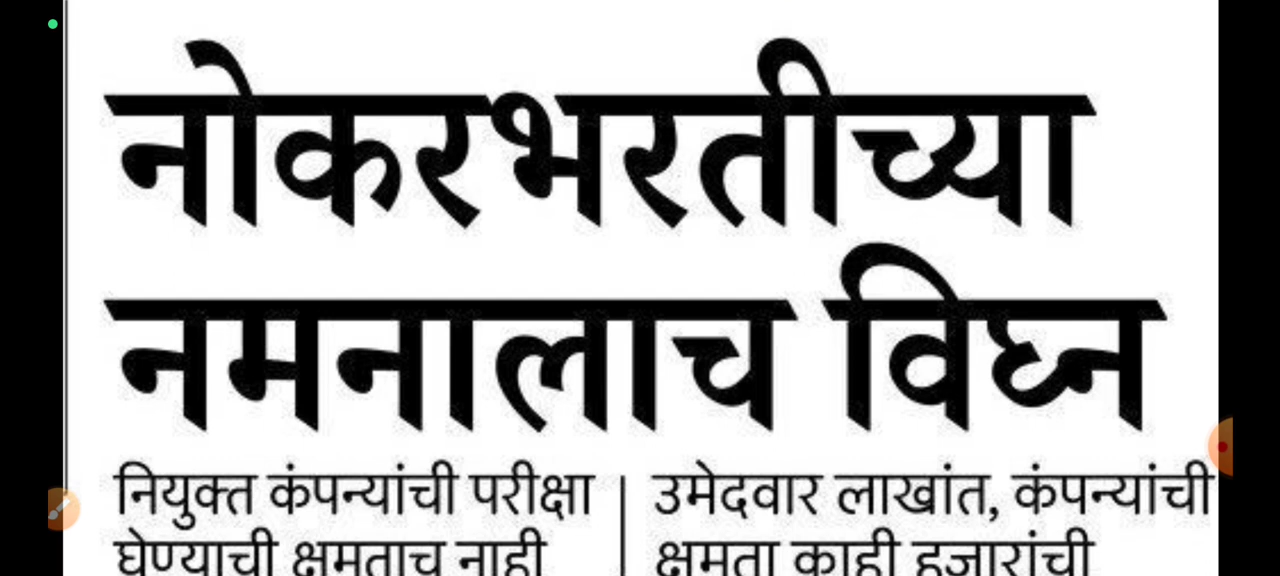 नोकरभरतीच्या
नमनालाच विघ्न
नियुक्त कंपन्यांची परीक्षा
घेण्याची क्षमताच नाही
उमेदवार लाखांत, कंपन्यांची
क्षमता काही हजारांची